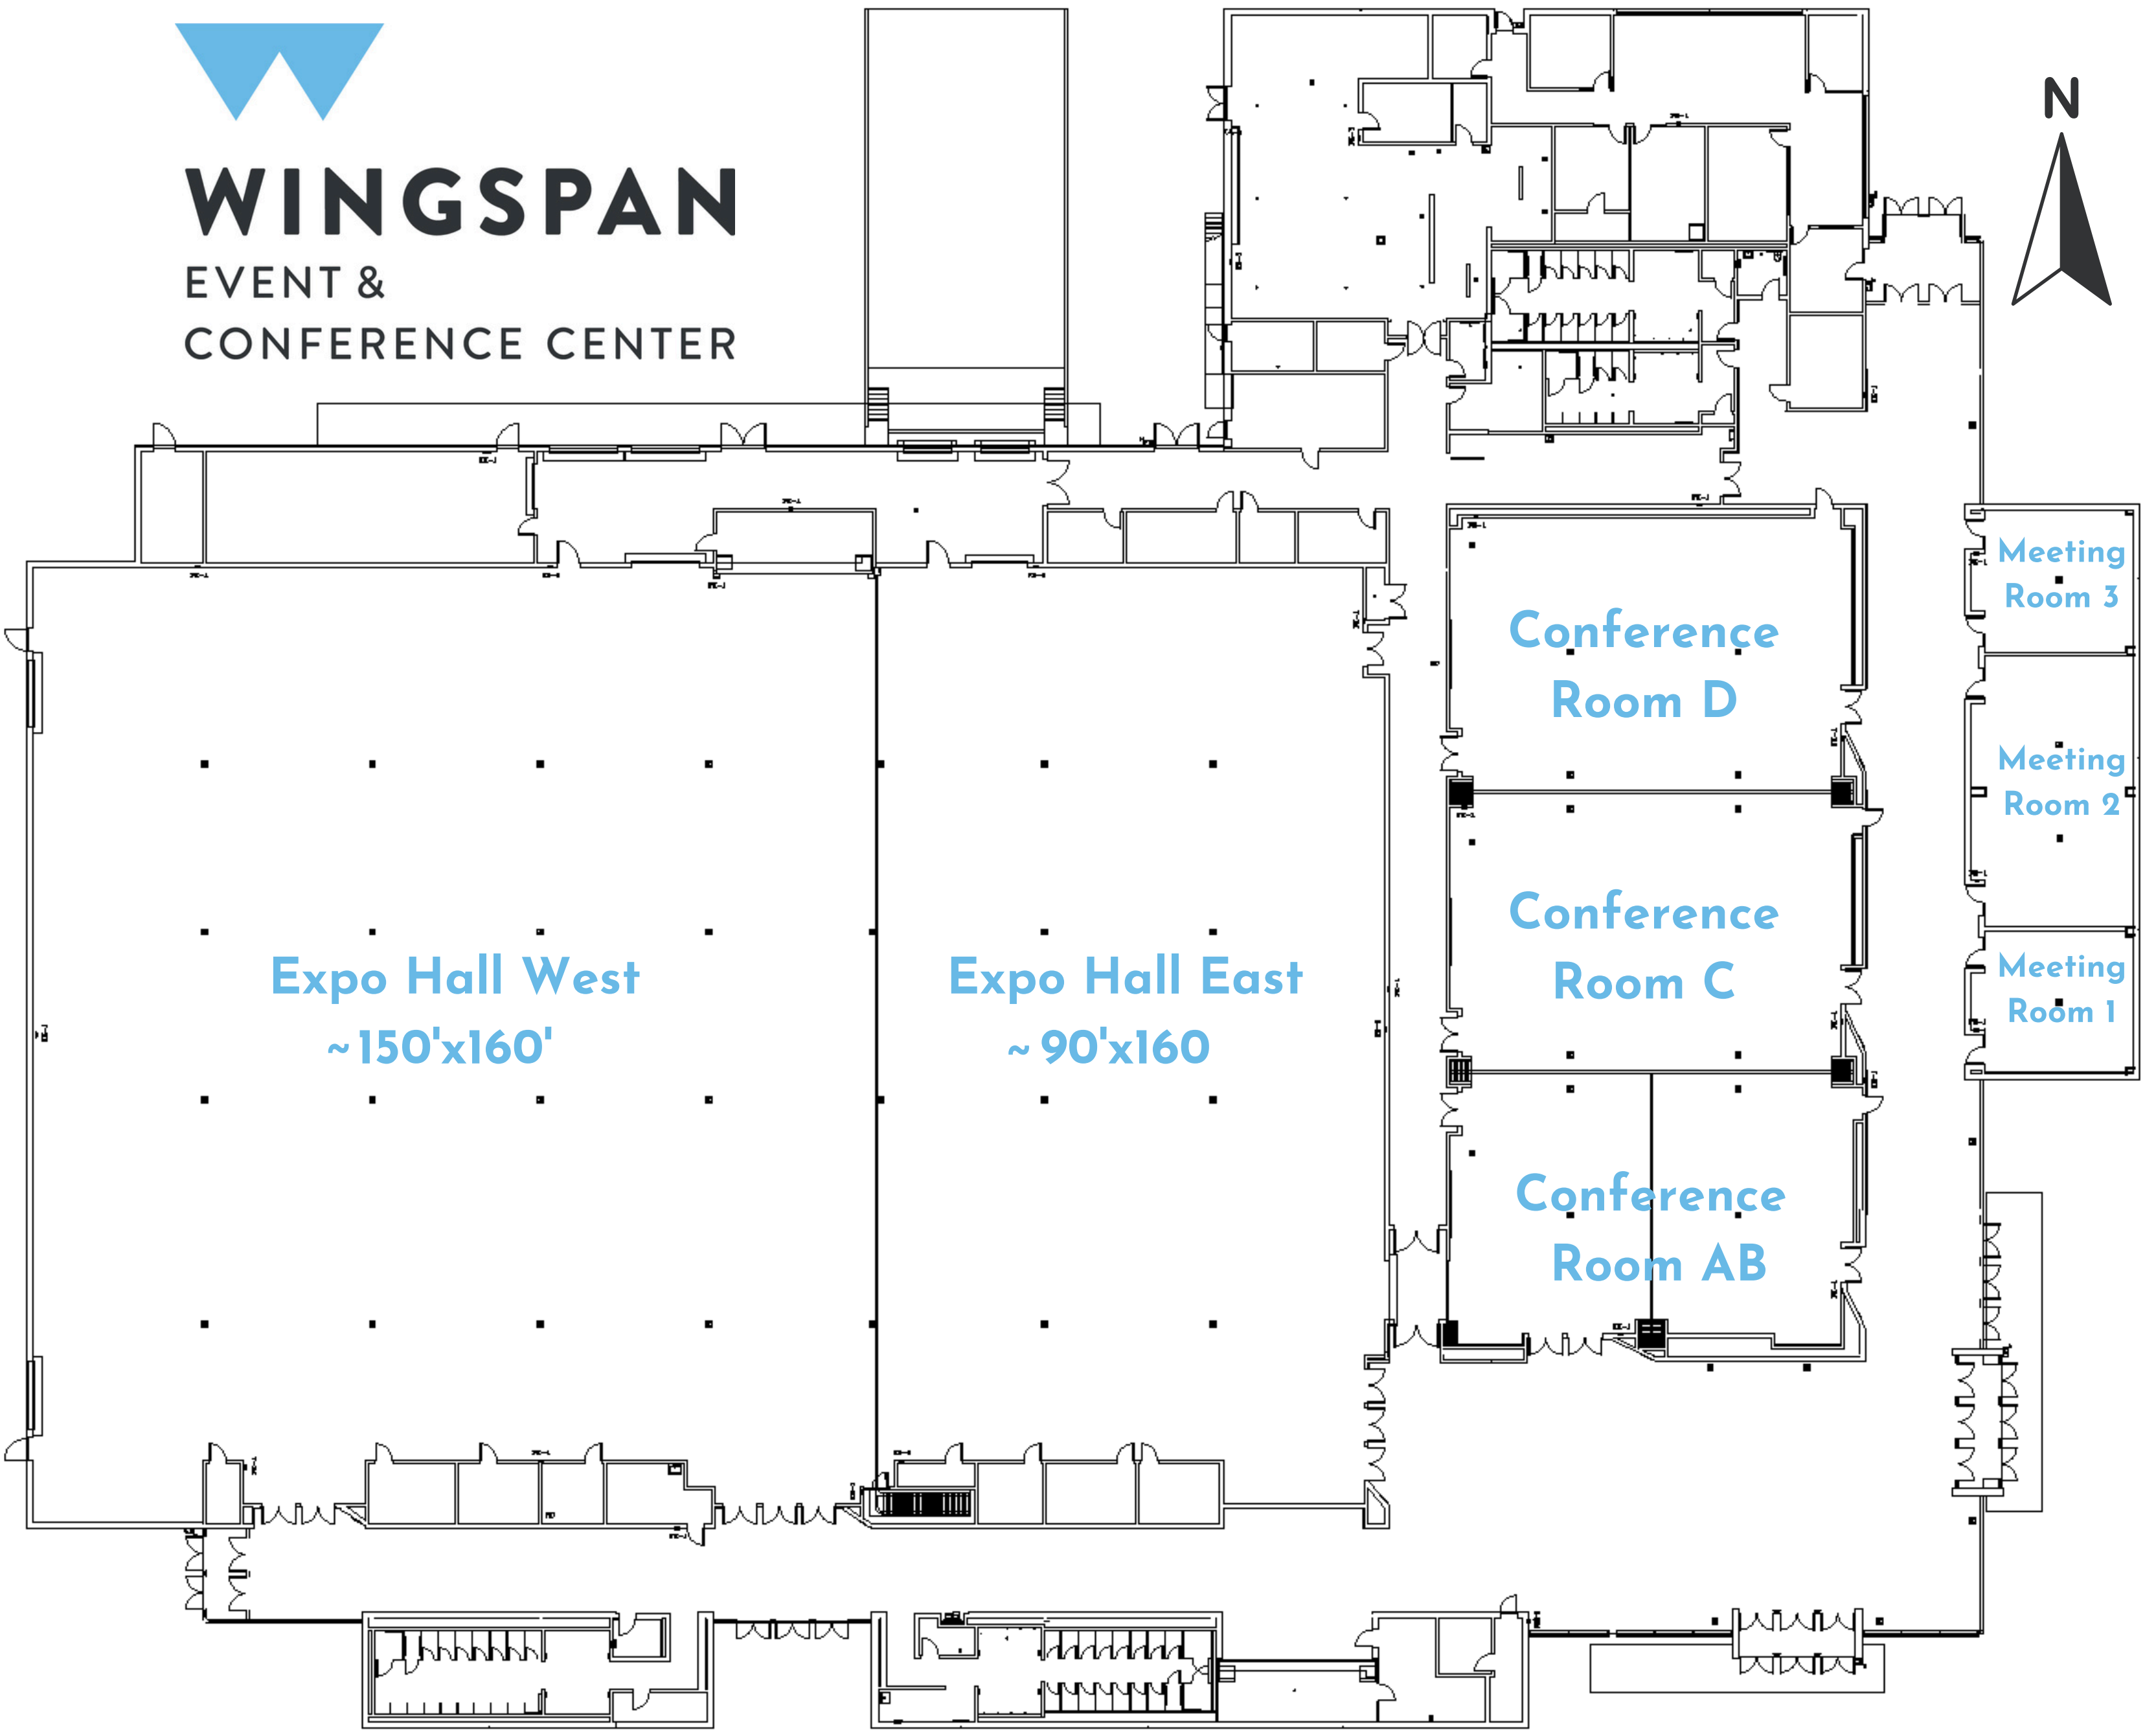 WINGSPAN
EVENT &
CONFERENCE CENTER
N
Meeting
Room 3
Conference
Room D
Meeting
Room 2
Conference
Room C
Expo Hall West
~150'x160'
Expo Hall East
~ 90'x160
Meeting
Room 1
Conference
Room AB